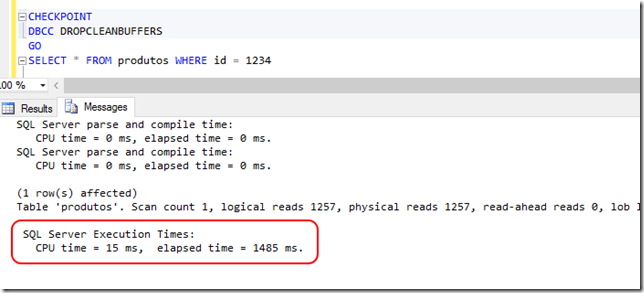 CHECKPOINT
DBCC DROPCLEANBUFFERS
GO
SELECT * FROM produtos WHERE id = 1234
.00 %
Results Messages
SQL Server parse and compile time:
CPU time = 0 ms, elapsed time = 0 ms.
SQL Server parse and compile time:
CPU time = 0 ms, elapsed time = 0 ms.
(1 row(s) affected)
Table 'produtos'. Scan count 1, logical reads 1257, physical reads 1257, read-ahead reads 0, lob l
SQL Server Execution Times:
CPU time = 15 ms, elapsed time = 1485 ms.